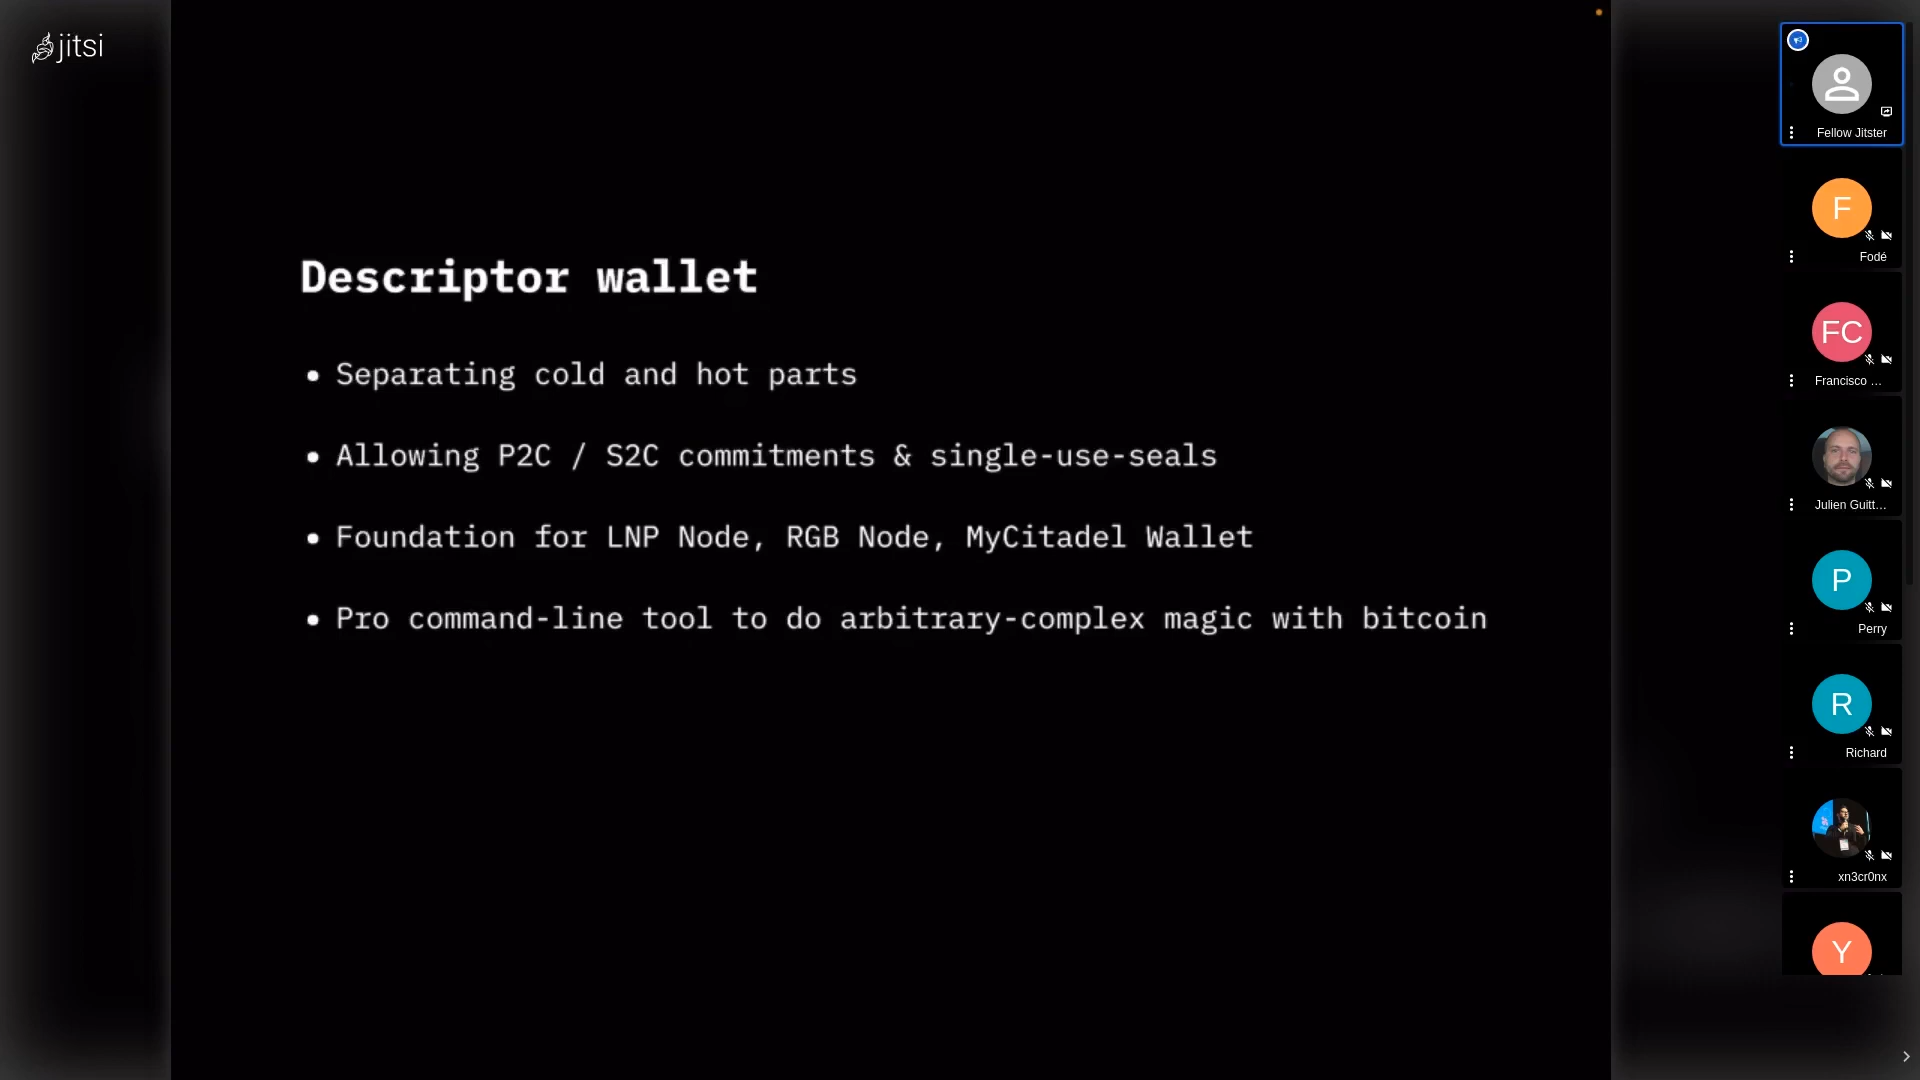 jitsi
Descriptor wallet
• Separating cold and hot parts
• Allowing P2C / S2C commitments & single-use-seals
• Foundation for LNP Node, RGB Node, MyCitadel Wallet
• Pro command-line tool to do arbitrary-complex magic with bitcoin
Fellow Jitster
F
Fodé
FC
Francisco ...
Julien Guitt...
P
Perry
R
Richard
xn3cr0nx
Y